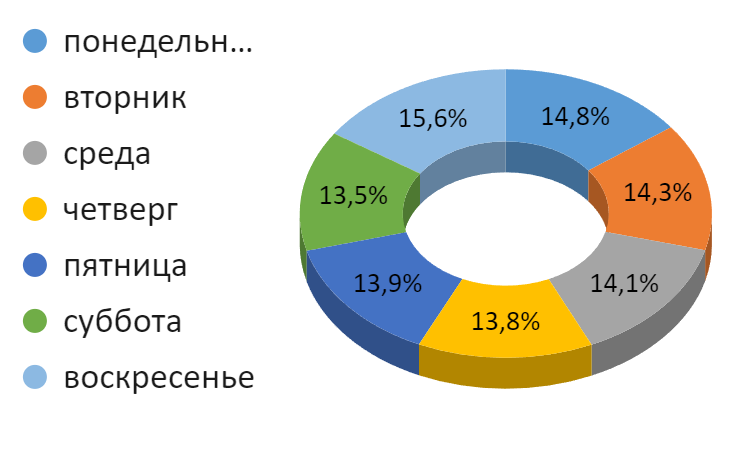 понедельн...
вторник
среда
четверг
пятница
суббота
воскресенье
15,6%
14,8%
13,5%
14,3%
13,9%
14,1%
13,8%